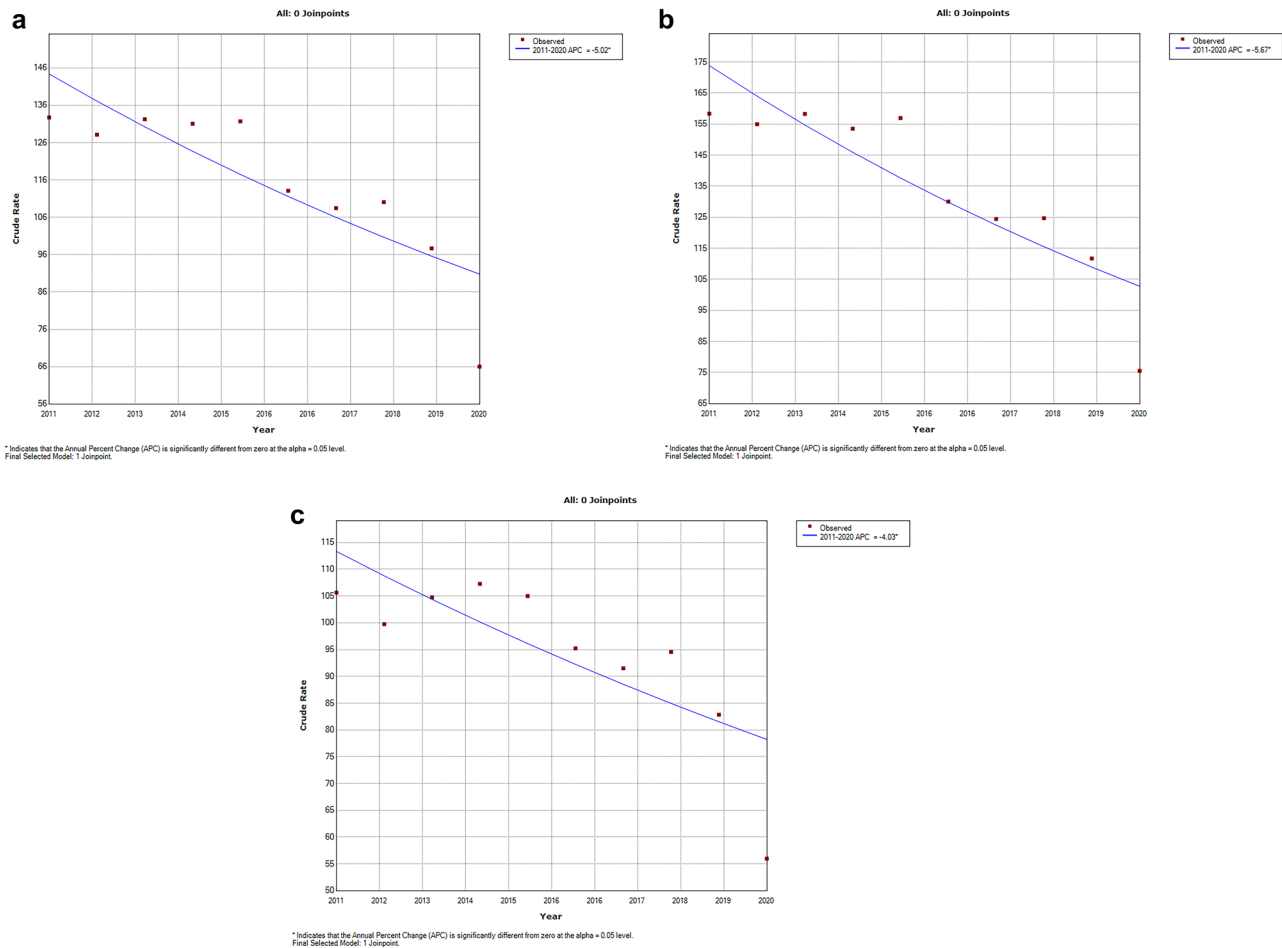 a
All: 0 Joinpoints
Observed
2011-2020 APC = -5.02*
Crude Rate
146
136
126
116
106
96
86
76
66
56
2011 2012 2013 2014 2015 2016 2016 2017 2018 2019 2020
Year
* Indicates that the Annual Percent Change (APC) is significantly different from zero at the alpha = 0.05 level.
Final Selected Model: 1 Joinpoint.
b
All: 0 Joinpoints
Observed
2011-2020 APC = -5.67*
Crude Rate
175
165
155
145
135
125
115
105
95
85
75
65
2011 2012 2013 2014 2015 2016 2016 2017 2018 2019 2020
Year
* Indicates that the Annual Percent Change (APC) is significantly different from zero at the alpha = 0.05 level.
Final Selected Model: 1 Joinpoint.
c
All: 0 Joinpoints
Observed
2011-2020 APC = -4.03*
Crude Rate
115
110
105
100
95
90
85
80
75
70
65
60
55
50
2011 2012 2013 2014 2015 2016 2016 2017 2018 2019 2020
Year
* Indicates that the Annual Percent Change (APC) is significantly different from zero at the alpha = 0.05 level.
Final Selected Model: 1 Joinpoint.